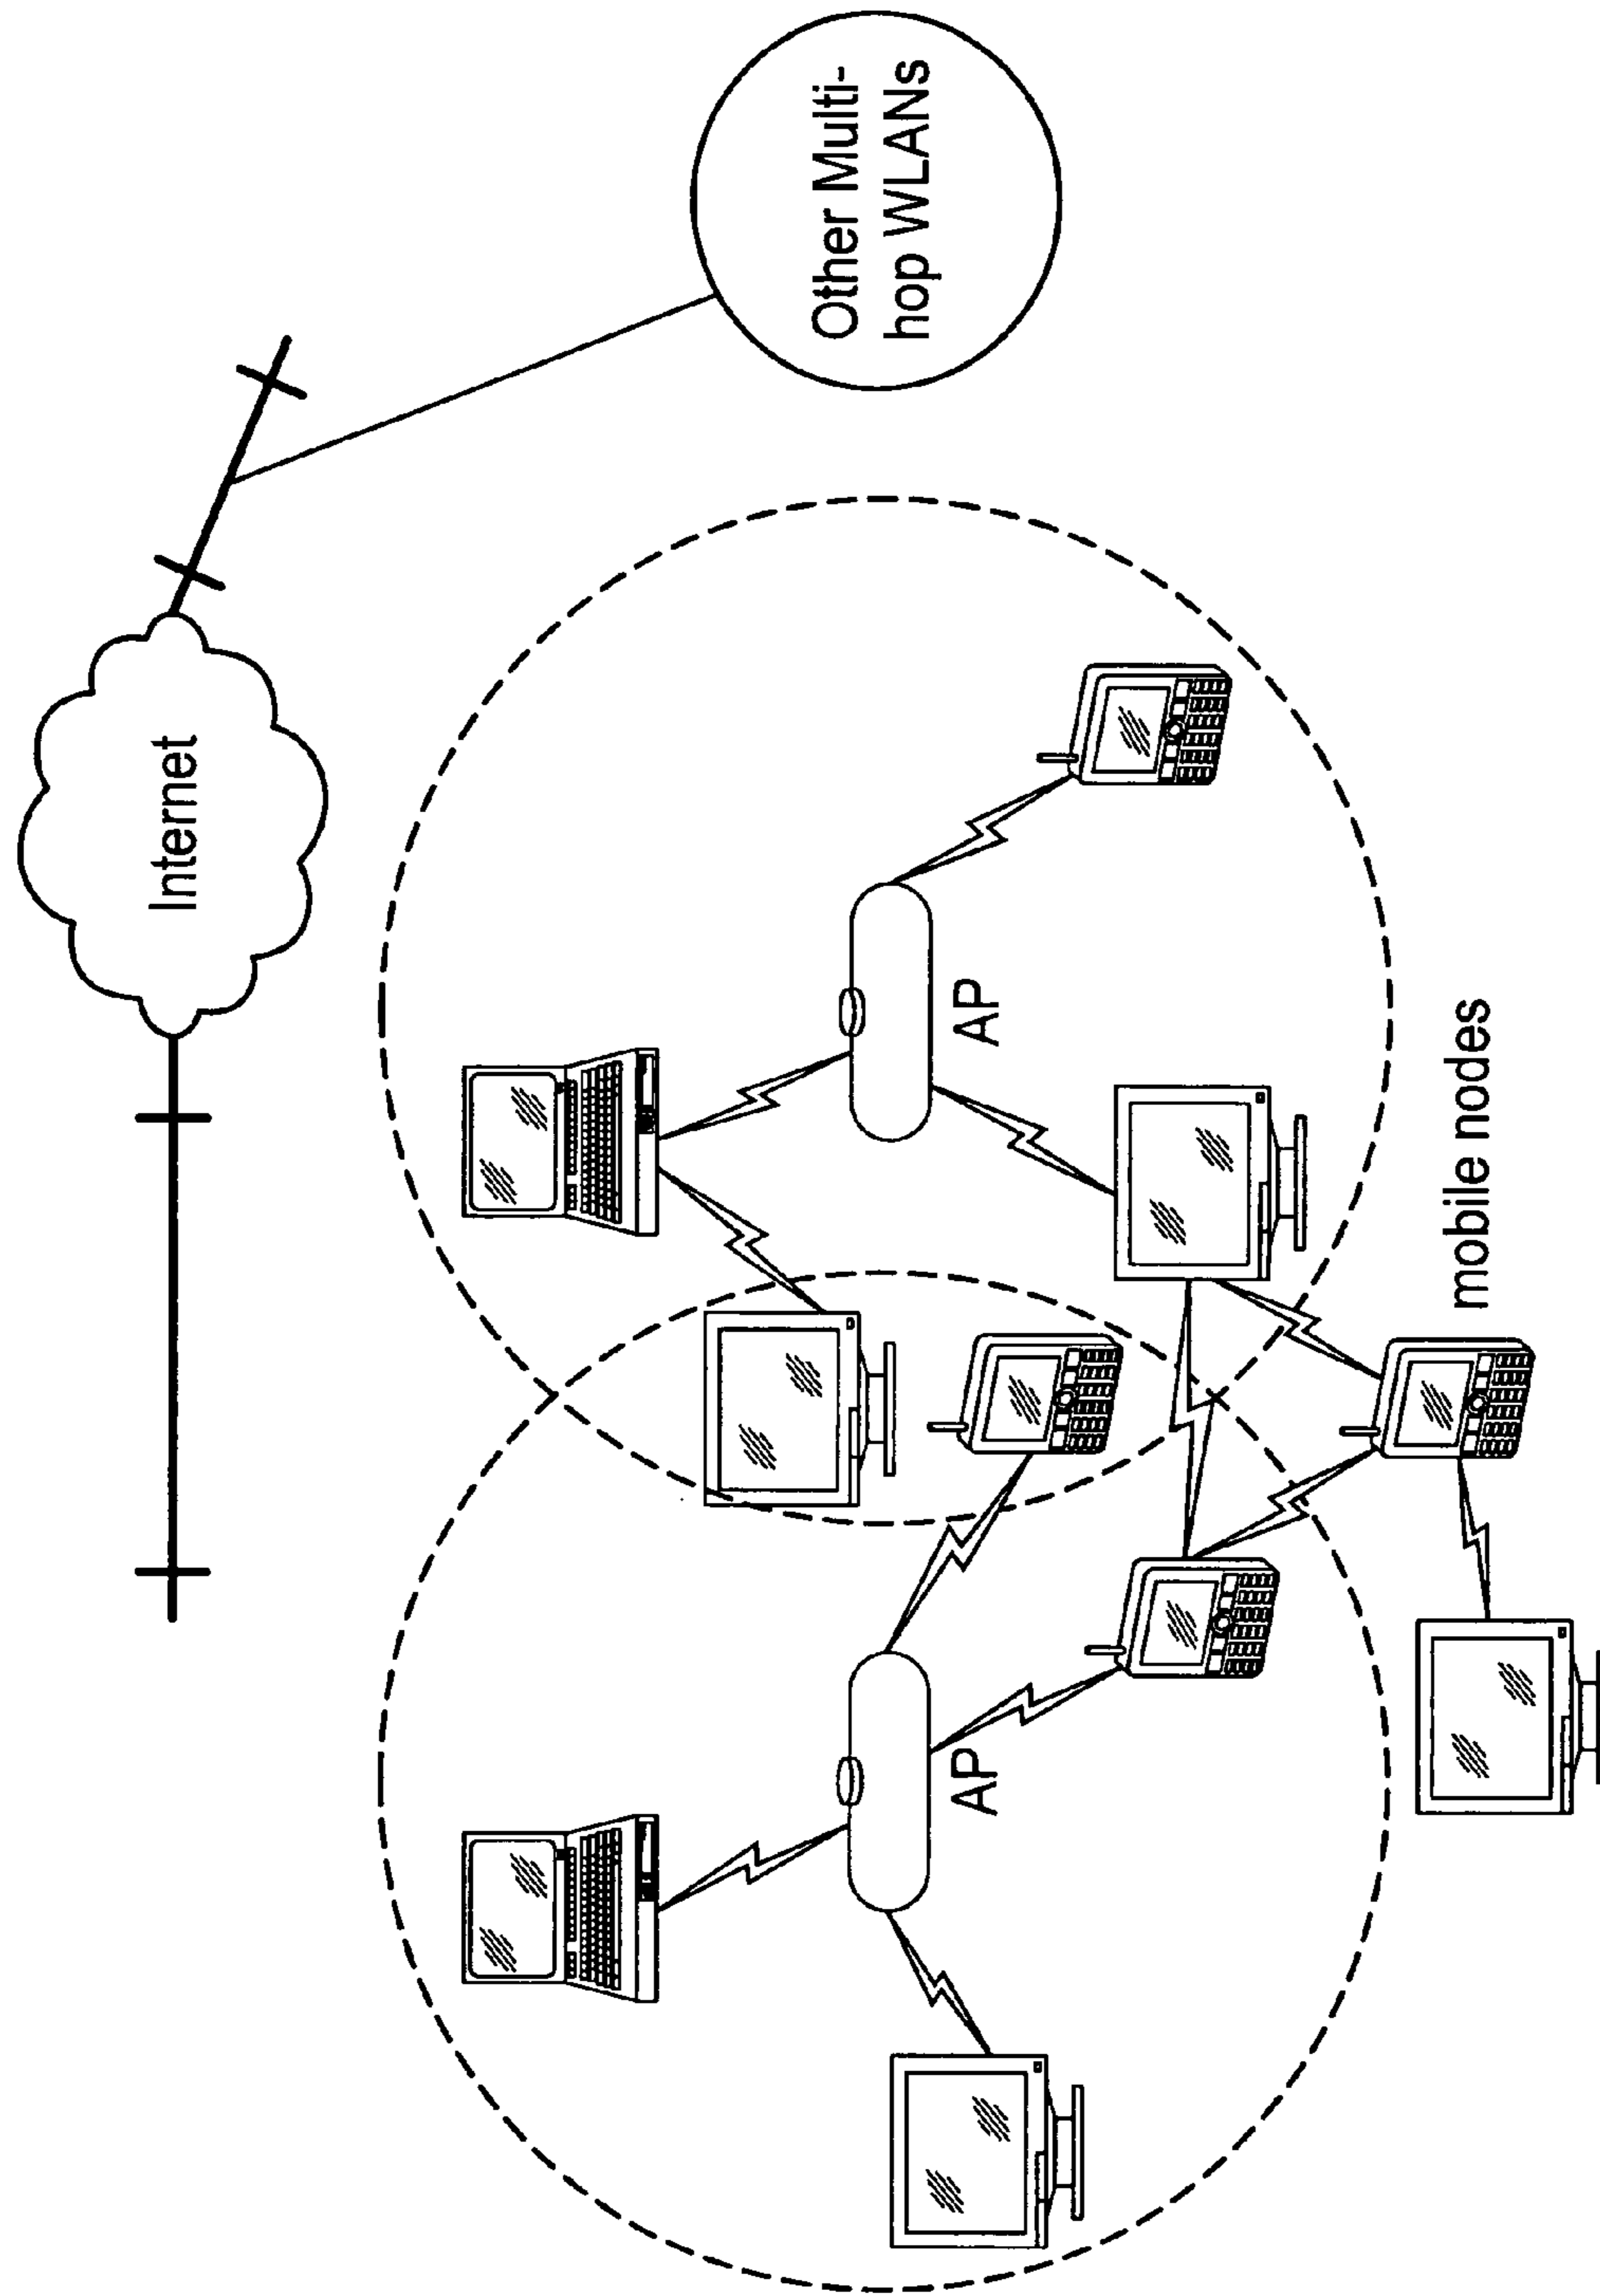 Internet
Other Multi-
hop WLANs
AP
AP
mobile nodes